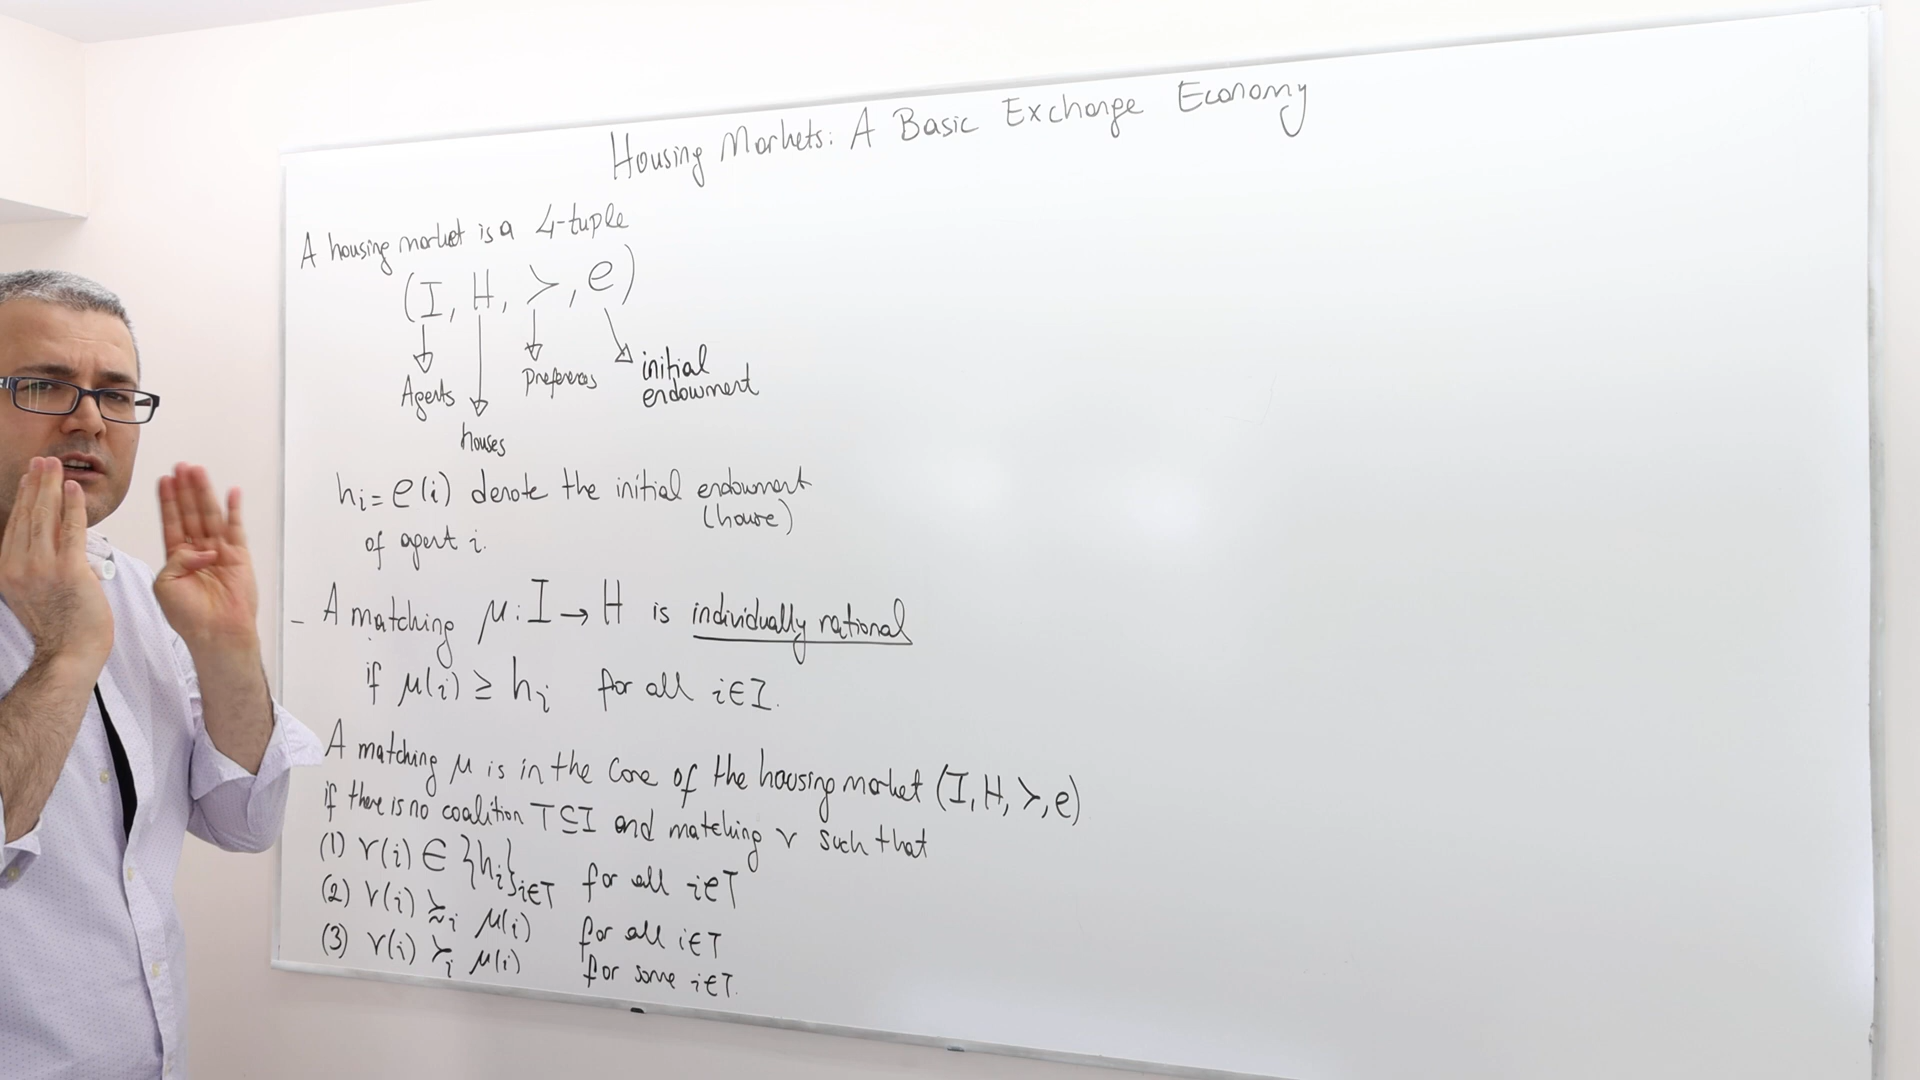 Housing Markets: A Basic Exchange Economy
A housing market is a 4-tuple
(I, H, ≻, e)
Agents
houses
Preferences
initial
endowment
hᵢ = e(i) denote the initial endowment
(house)
of agent i.
– A matching μ: I → H is individually rational
if μ(i) ≥ hᵢ for all i∈I.
A matching μ is in the core of the housing market (I, H, ≻, e)
if there is no coalition T⊆I and matching ν such that
(1) ν(i) ∈ {hᵢ}ᵢ∈T for all i∈T
(2) ν(i) ≿ᵢ μ(i) for all i∈T
(3) ν(i) ≻ᵢ μ(i) for some i∈T.